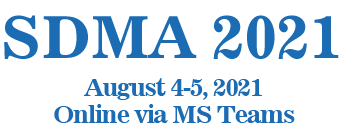 SDMA 2021
August 4-5, 2021
Online via MS Teams